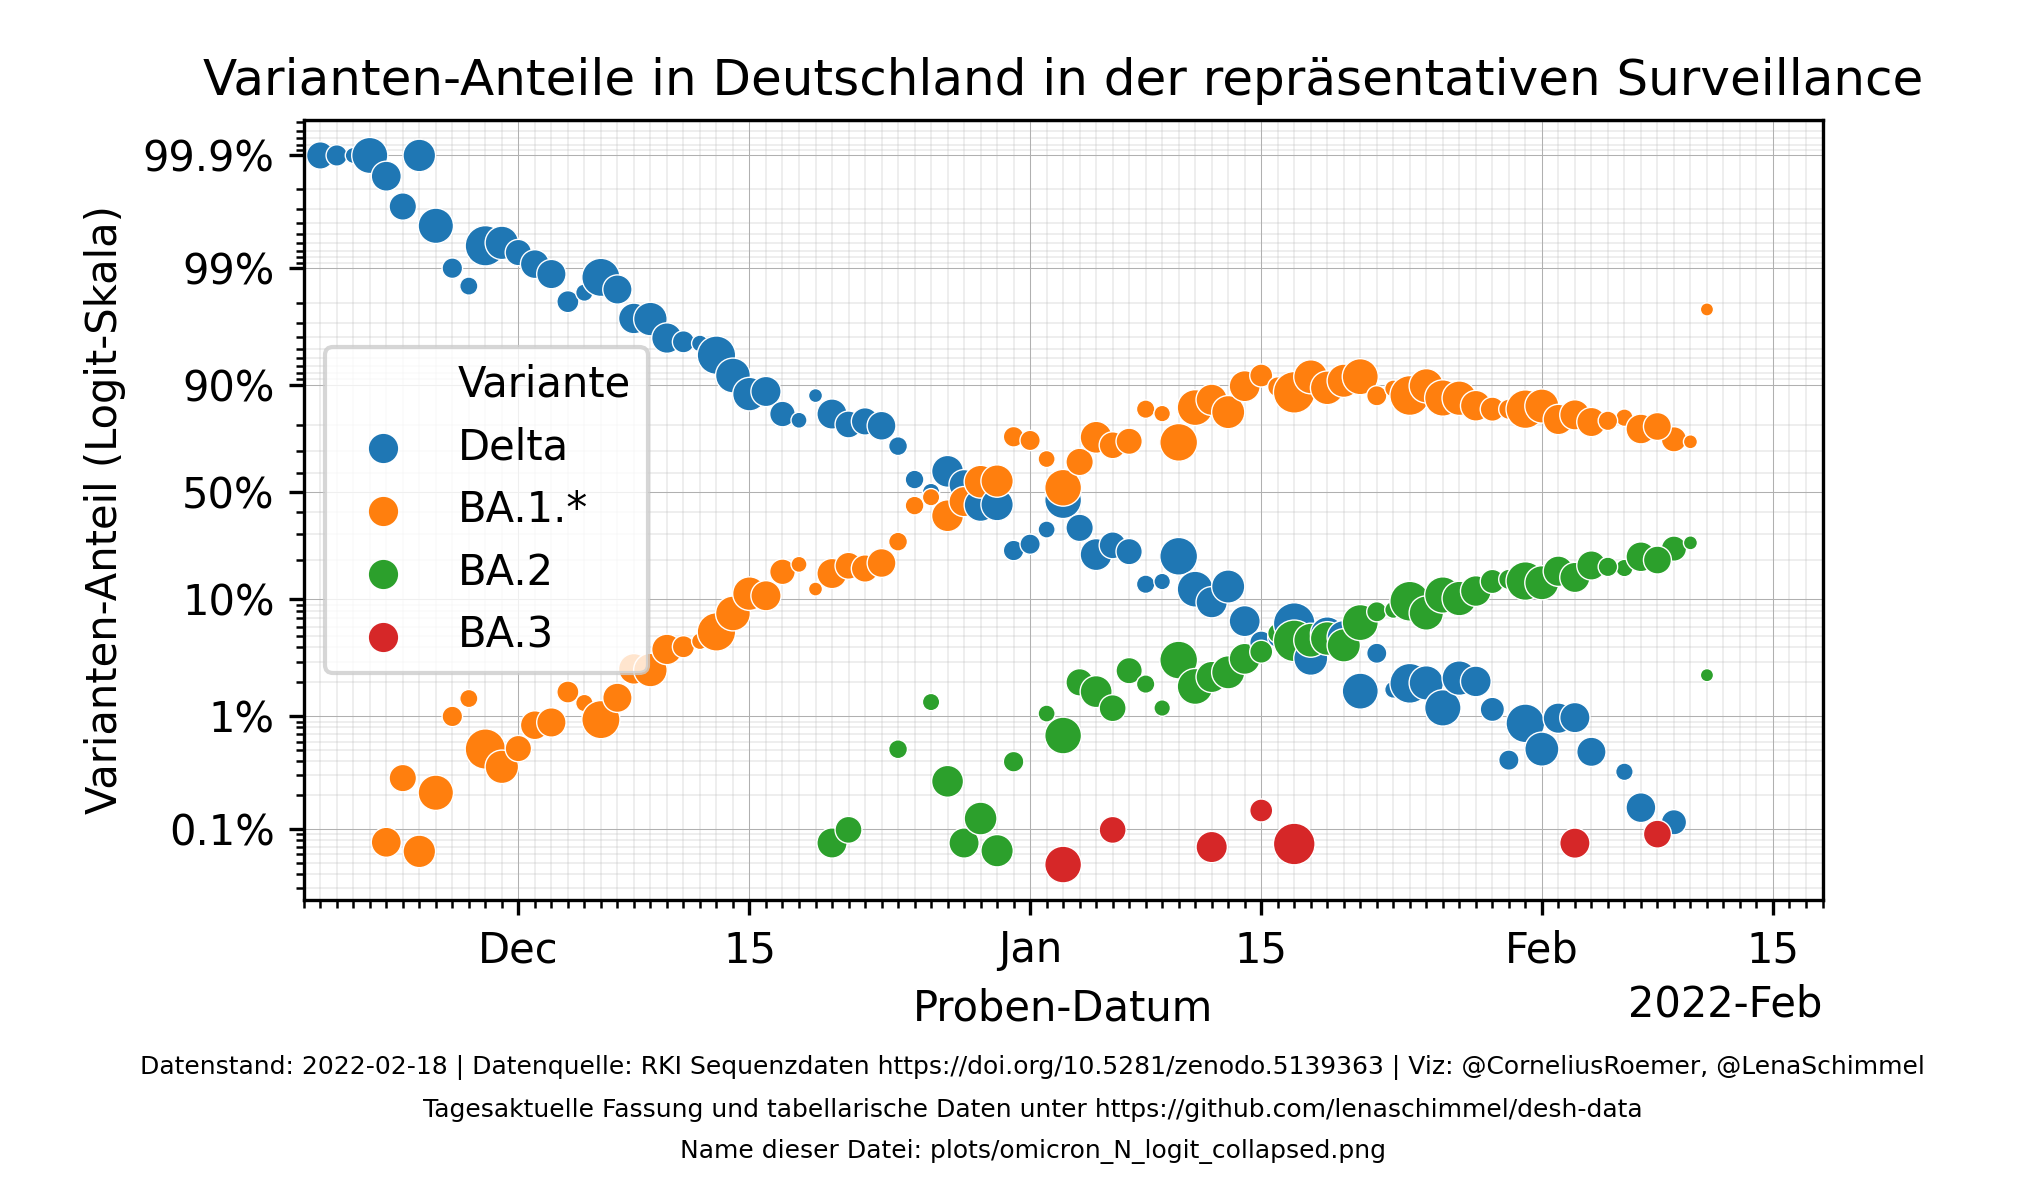 Varianten-Anteile in Deutschland in der repräsentativen Surveillance
Varianten-Anteil (Logit-Skala)
99.9%
99%
90%
50%
10%
1%
0.1%
Variante
Delta
BA.1.*
BA.2
BA.3
Dec
15
Jan
15
Feb
15
Proben-Datum
2022-Feb
Datenstand: 2022-02-18 | Datenquelle: RKI Sequenzdaten https://doi.org/10.5281/zenodo.5139363 | Viz: @CorneliusRoemer, @LenaSchimmel
Tagesaktuelle Fassung und tabellarische Daten unter https://github.com/lenaschimmel/desh-data
Name dieser Datei: plots/omicron_N_logit_collapsed.png